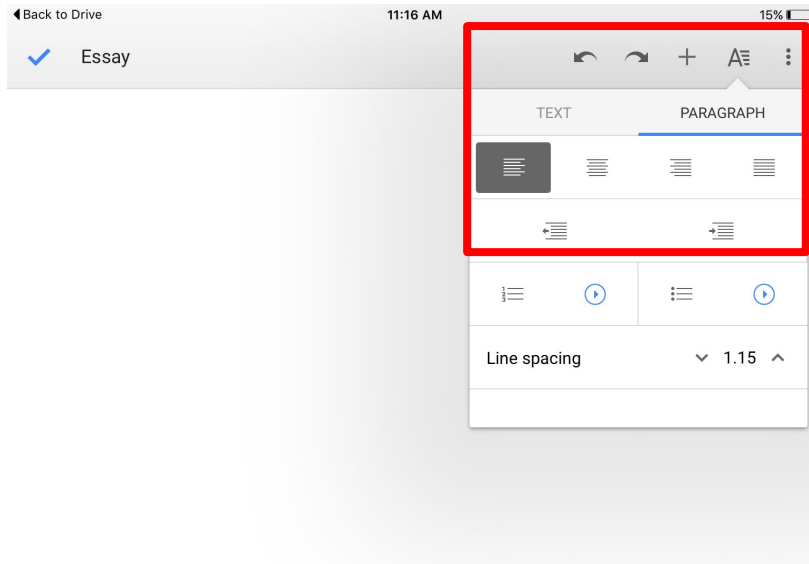 Back to Drive 11:16 AM 15%
Essay
TEXT PARAGRAPH
Line spacing 1.15